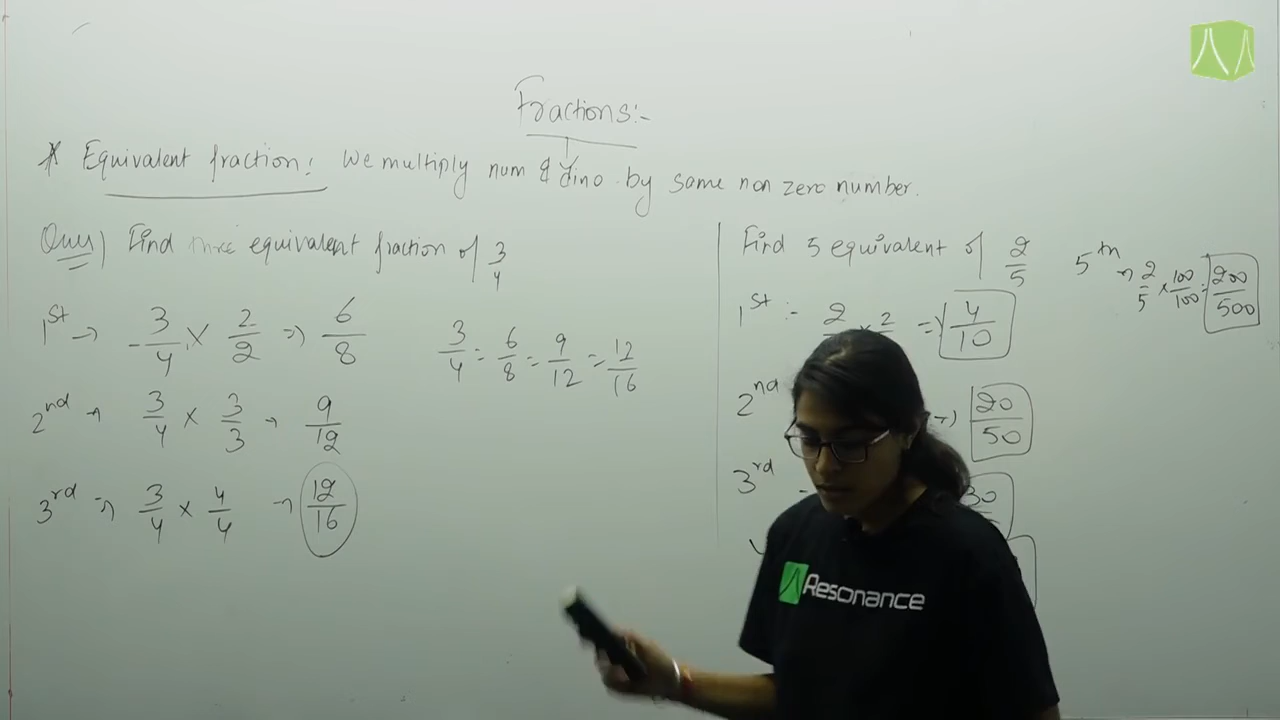 Fractions:-
* Equivalent fraction: We multiply num & dino by same non zero number.
Ques) Find three equivalent fraction of 3/4
1st → 3/4 × 2/2 ⇒ 6/8
3/4 = 6/8 = 9/12 = 12/16
2nd → 3/4 × 3/3 → 9/12
3rd ⇒ 3/4 × 4/4 → 12/16
Find 5 equivalent of 2/5
1st :- 2 × 2 = 4/10
2nd ⇒ 20/50
3rd - 30
5th → 2/5 × 100/100 = 200/500
Resonance